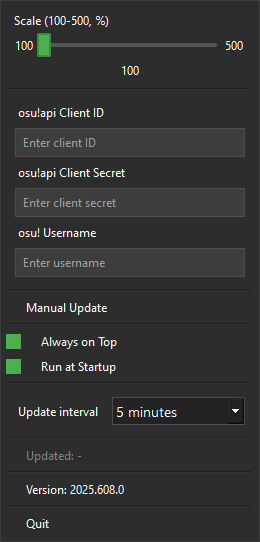 Scale (100-500, %)
100 500
100
osu!api Client ID
Enter client ID
osu!api Client Secret
Enter client secret
osu! Username
Enter username
Manual Update
Always on Top
Run at Startup
Update interval 5 minutes
Updated: -
Version: 2025.608.0
Quit